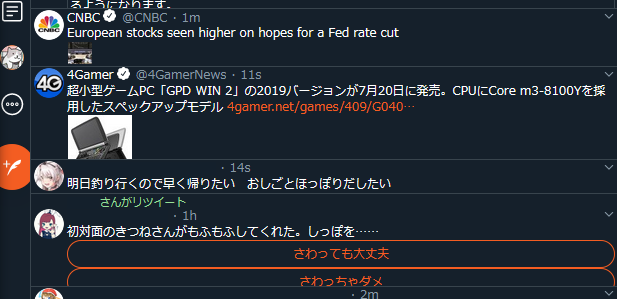 るようになります。
CNBC @CNBC · 1m
European stocks seen higher on hopes for a Fed rate cut
4Gamer @4GamerNews · 11s
超小型ゲームPC「GPD WIN 2」の2019バージョンが7月20日に発売。CPUにCore m3-8100Yを採
用したスペックアップモデル 4gamer.net/games/409/G040…
· 14s
明日釣り行くので早く帰りたい　おしごとほっぽりだしたい
さんがリツイート
· 1h
初対面のきつねさんがもふもふしてくれた。しっぽを……
さわっても大丈夫
さわっちゃダメ
· 2m